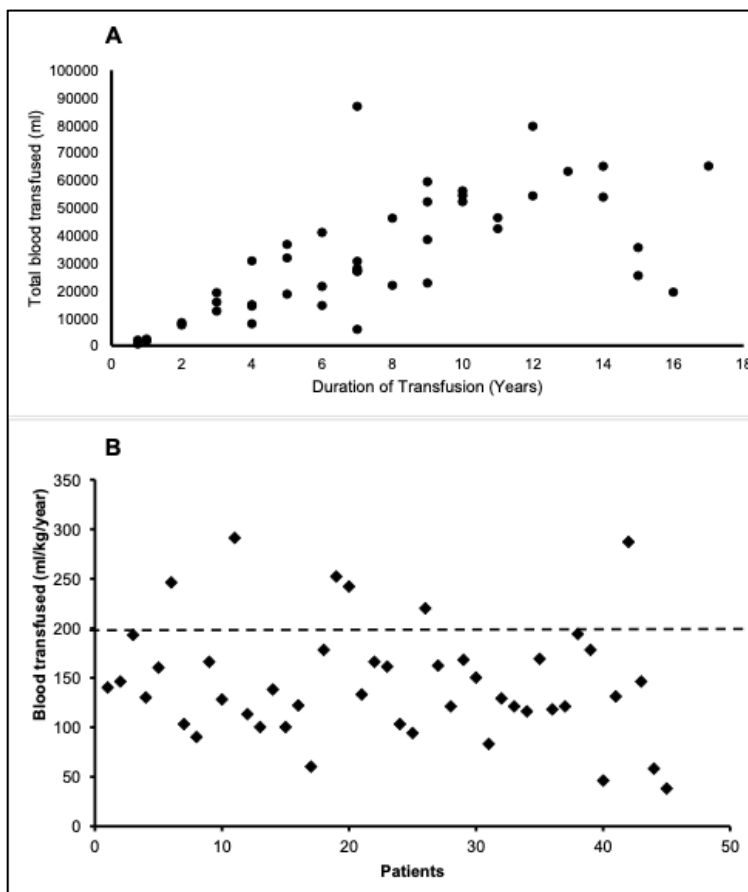 A
100000
90000
80000
70000
60000
50000
40000
30000
20000
10000
0
Total blood transfused (ml)
0 2 4 6 8 10 12 14 16 18
Duration of Transfusion (Years)
B
350
300
250
200
150
100
50
0
Blood transfused (ml/kg/year)
0 10 20 30 40 50
Patients